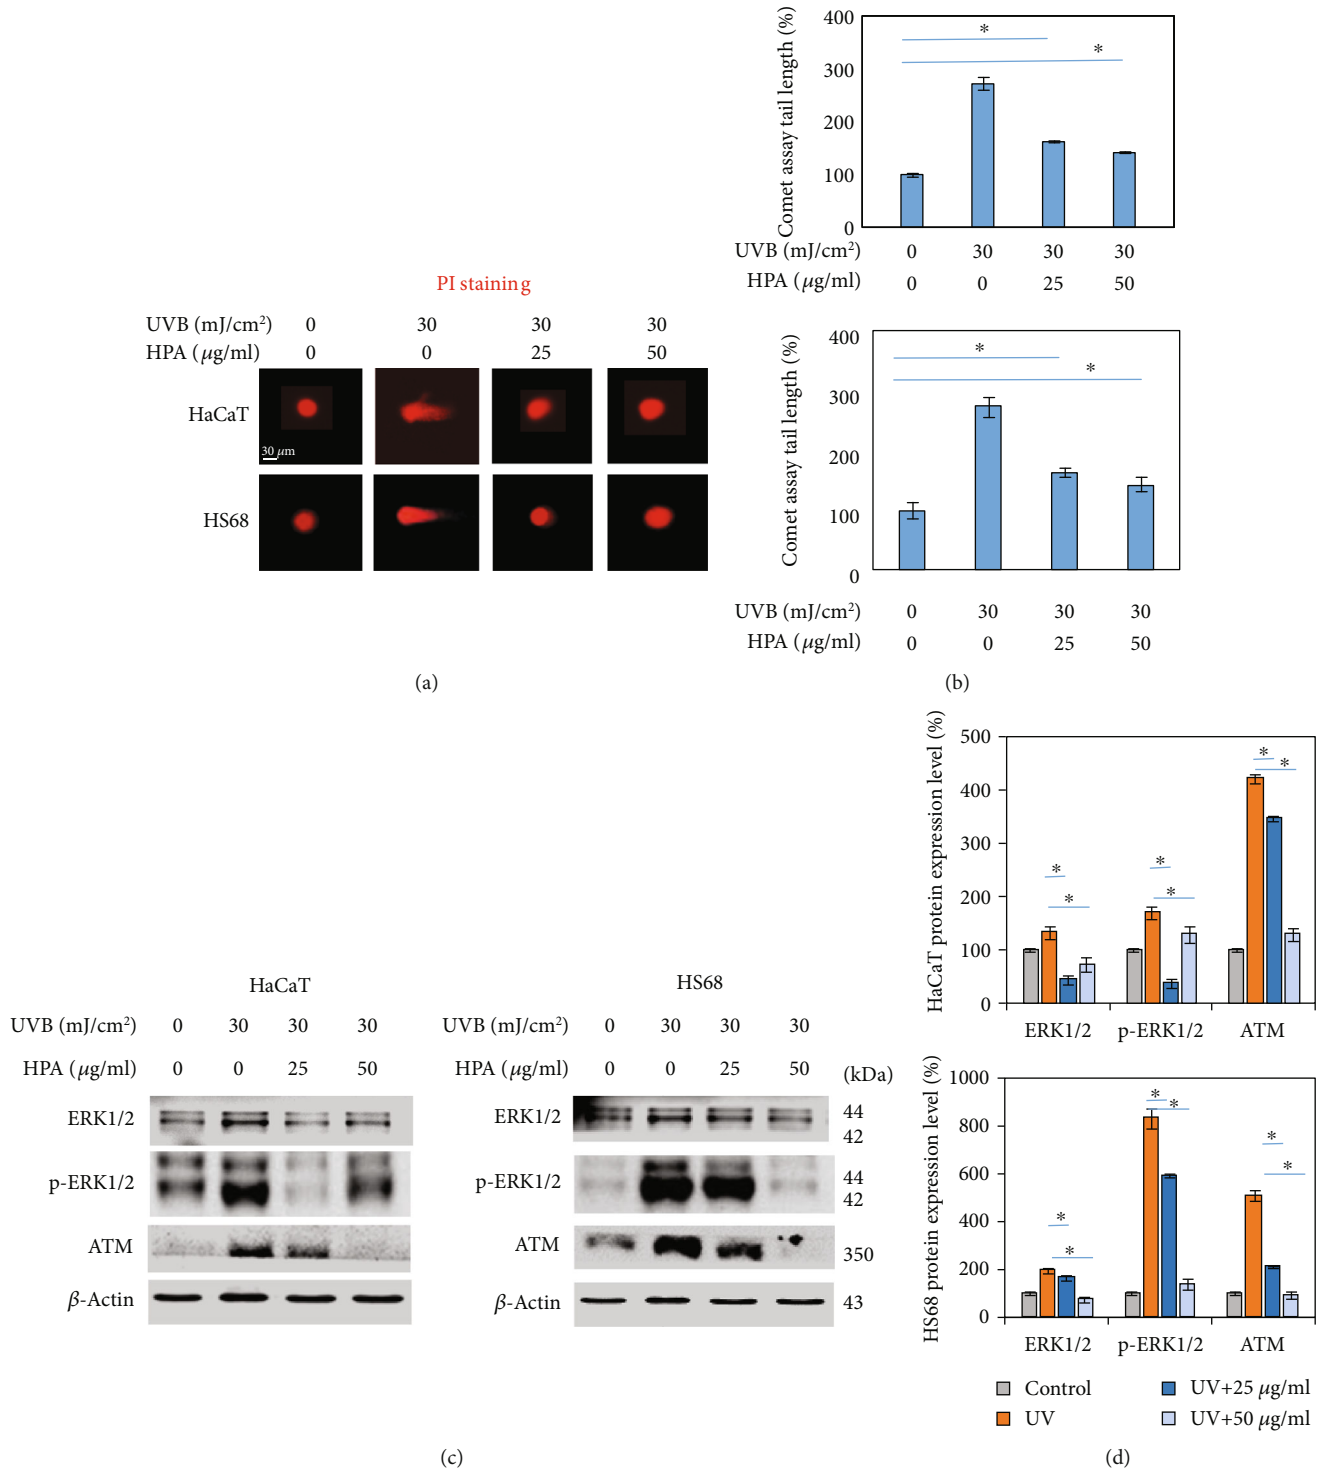 PI staining
UVB (mJ/cm²) 0 30 30 30
HPA (μg/ml) 0 0 25 50
HaCaT
30 μm
HS68
(a)
Comet assay tail length (%)
400
300
200
100
0
* *
UVB (mJ/cm²) 0 30 30 30
HPA (μg/ml) 0 0 25 50
Comet assay tail length (%)
400
300
200
100
0
* *
UVB (mJ/cm²) 0 30 30 30
HPA (μg/ml) 0 0 25 50
(b)
HaCaT
UVB (mJ/cm²) 0 30 30 30
HPA (μg/ml) 0 0 25 50
ERK1/2
p-ERK1/2
ATM
β-Actin
HS68
UVB (mJ/cm²) 0 30 30 30
HPA (μg/ml) 0 0 25 50 (kDa)
ERK1/2 44
42
p-ERK1/2 44
42
ATM 350
β-Actin 43
(c)
HaCaT protein expression level (%)
500
400
300
200
100
0
* * * * * *
ERK1/2 p-ERK1/2 ATM
HS68 protein expression level (%)
1000
800
600
400
200
0
* * * * * *
ERK1/2 p-ERK1/2 ATM
Control UV+25 μg/ml
UV UV+50 μg/ml
(d)